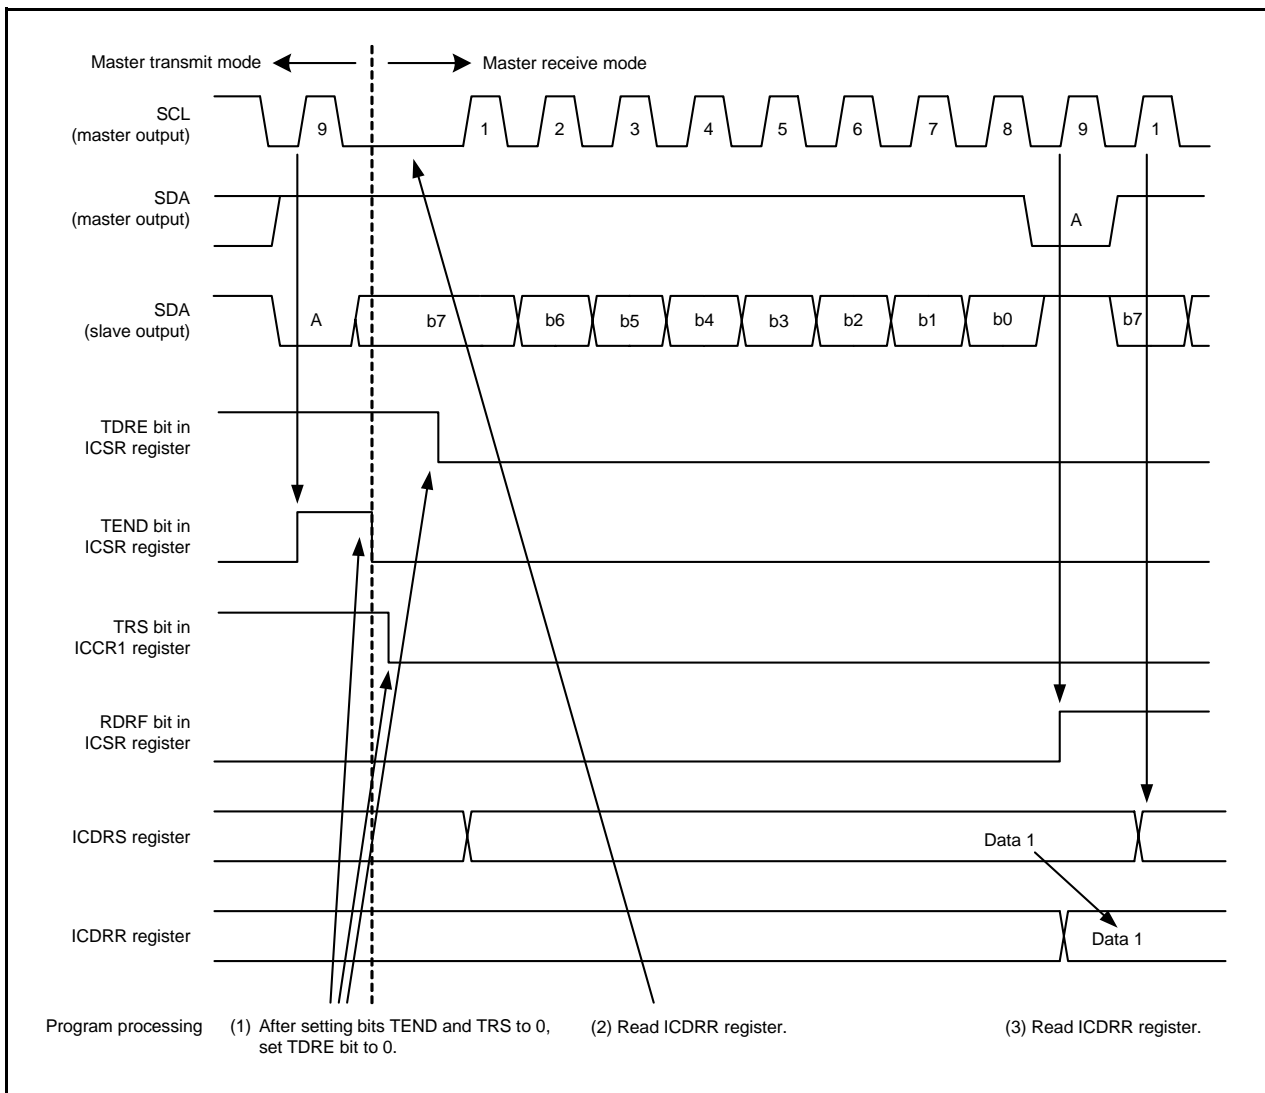 Master transmit mode
Master receive mode
SCL
(master output)
9
1
2
3
4
5
6
7
8
9
1
SDA
(master output)
A
SDA
(slave output)
A
b7
b6
b5
b4
b3
b2
b1
b0
b7
TDRE bit in
ICSR register
TEND bit in
ICSR register
TRS bit in
ICCR1 register
RDRF bit in
ICSR register
ICDRS register
Data 1
ICDRR register
Data 1
Program processing
(1) After setting bits TEND and TRS to 0,
set TDRE bit to 0.
(2) Read ICDRR register.
(3) Read ICDRR register.